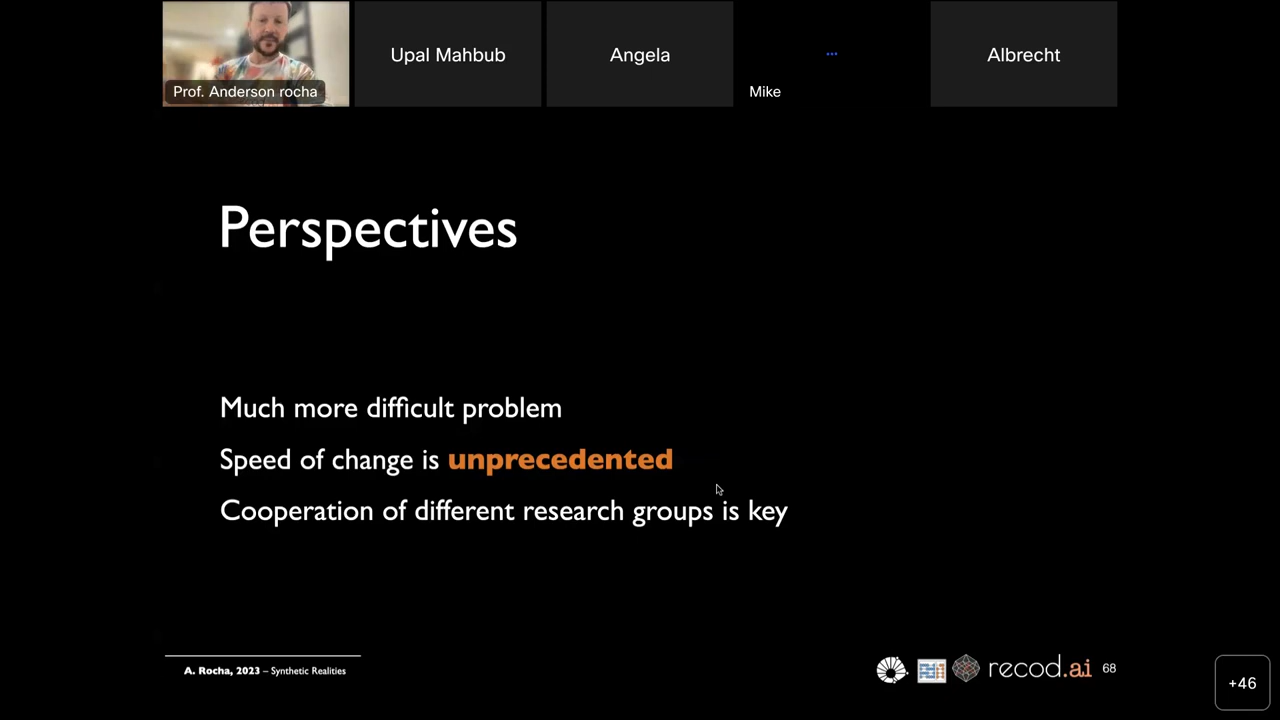 Prof. Anderson rocha
Upal Mahbub
Angela
Mike
Albrecht
Perspectives
Much more difficult problem
Speed of change is unprecedented
Cooperation of different research groups is key
A. Rocha, 2023 – Synthetic Realities
recod.ai 68
+46